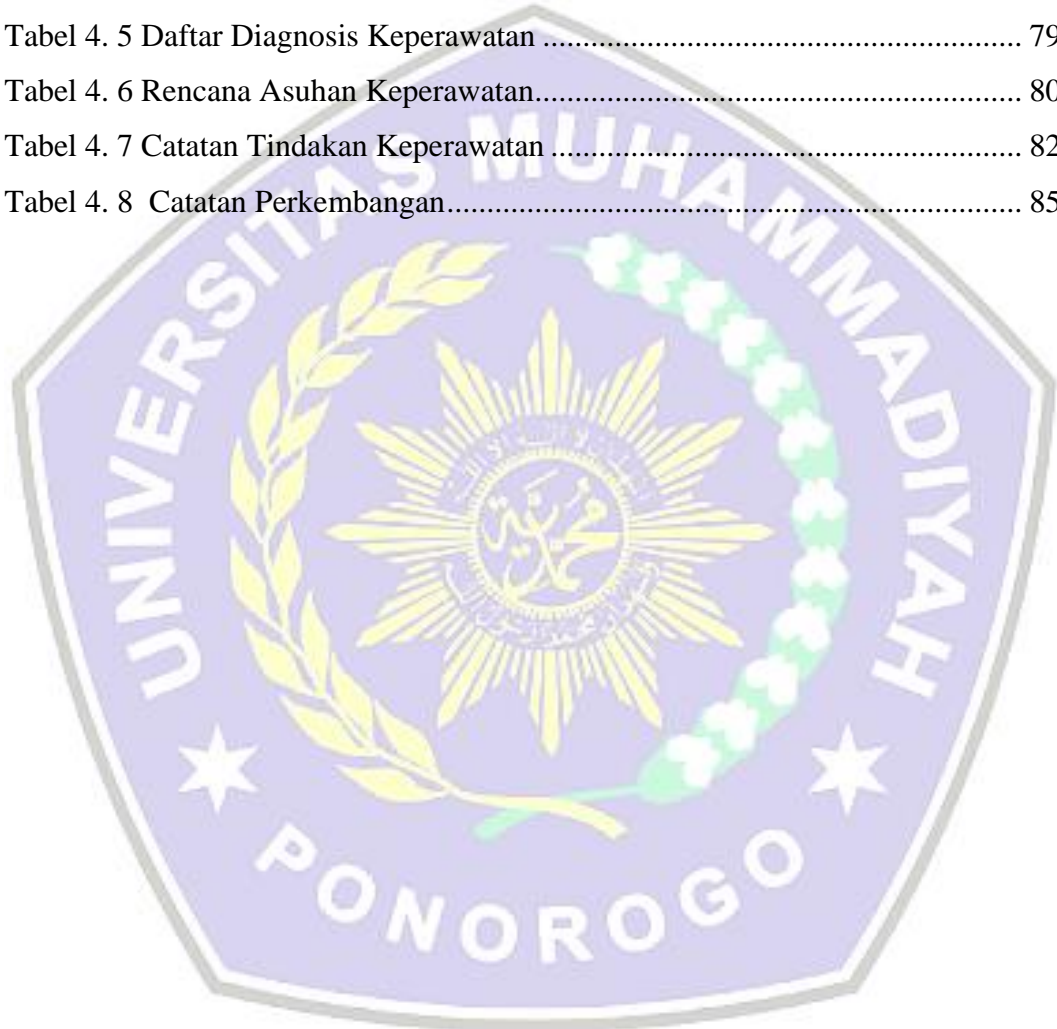 Tabel 4. 5 Daftar Diagnosis Keperawatan ........................................................... 79
Tabel 4. 6 Rencana Asuhan Keperawatan............................................................ 80
Tabel 4. 7 Catatan Tindakan Keperawatan .......................................................... 82
Tabel 4. 8  Catatan Perkembangan....................................................................... 85
UNIVERSITAS MUHAMMADIYAH
PONOROGO